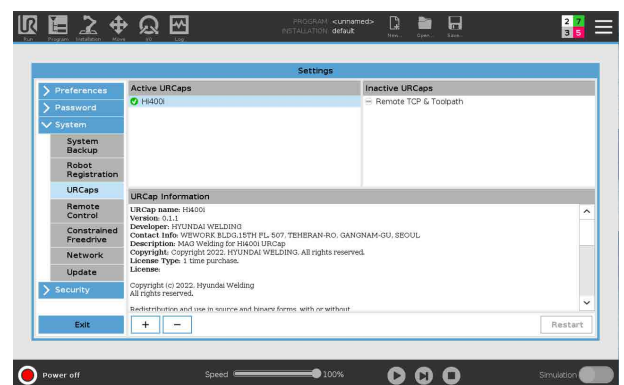 PROGRAM <unnamed>
INSTALLATION default
Run
Program
Installation
Move
I/O
Log
New...
Open...
Save...
2 7
3 5
Settings
Preferences
Password
System
System
Backup
Robot
Registration
URCaps
Remote
Control
Constrained
Freedrive
Network
Update
Security
Exit
Active URCaps
HI400i
Inactive URCaps
Remote TCP & Toolpath
URCap Information
URCap name: HI400i
Version: 0.1.1
Developer: HYUNDAI WELDING
Contact Info: WEWORK BLDG.15TH FL. 507, TEHERAN-RO, GANGNAM-GU, SEOUL
Description: MAG Welding for HI400i URCap
Copyright: Copyright 2022. HYUNDAI WELDING. All rights reserved.
License Type: 1 time purchase.
License:
Copyright (c) 2022. Hyundai Welding
All rights reserved.
Redistribution and use in source and binary forms, with or without
+
−
Restart
Power off
Speed
100%
Simulation